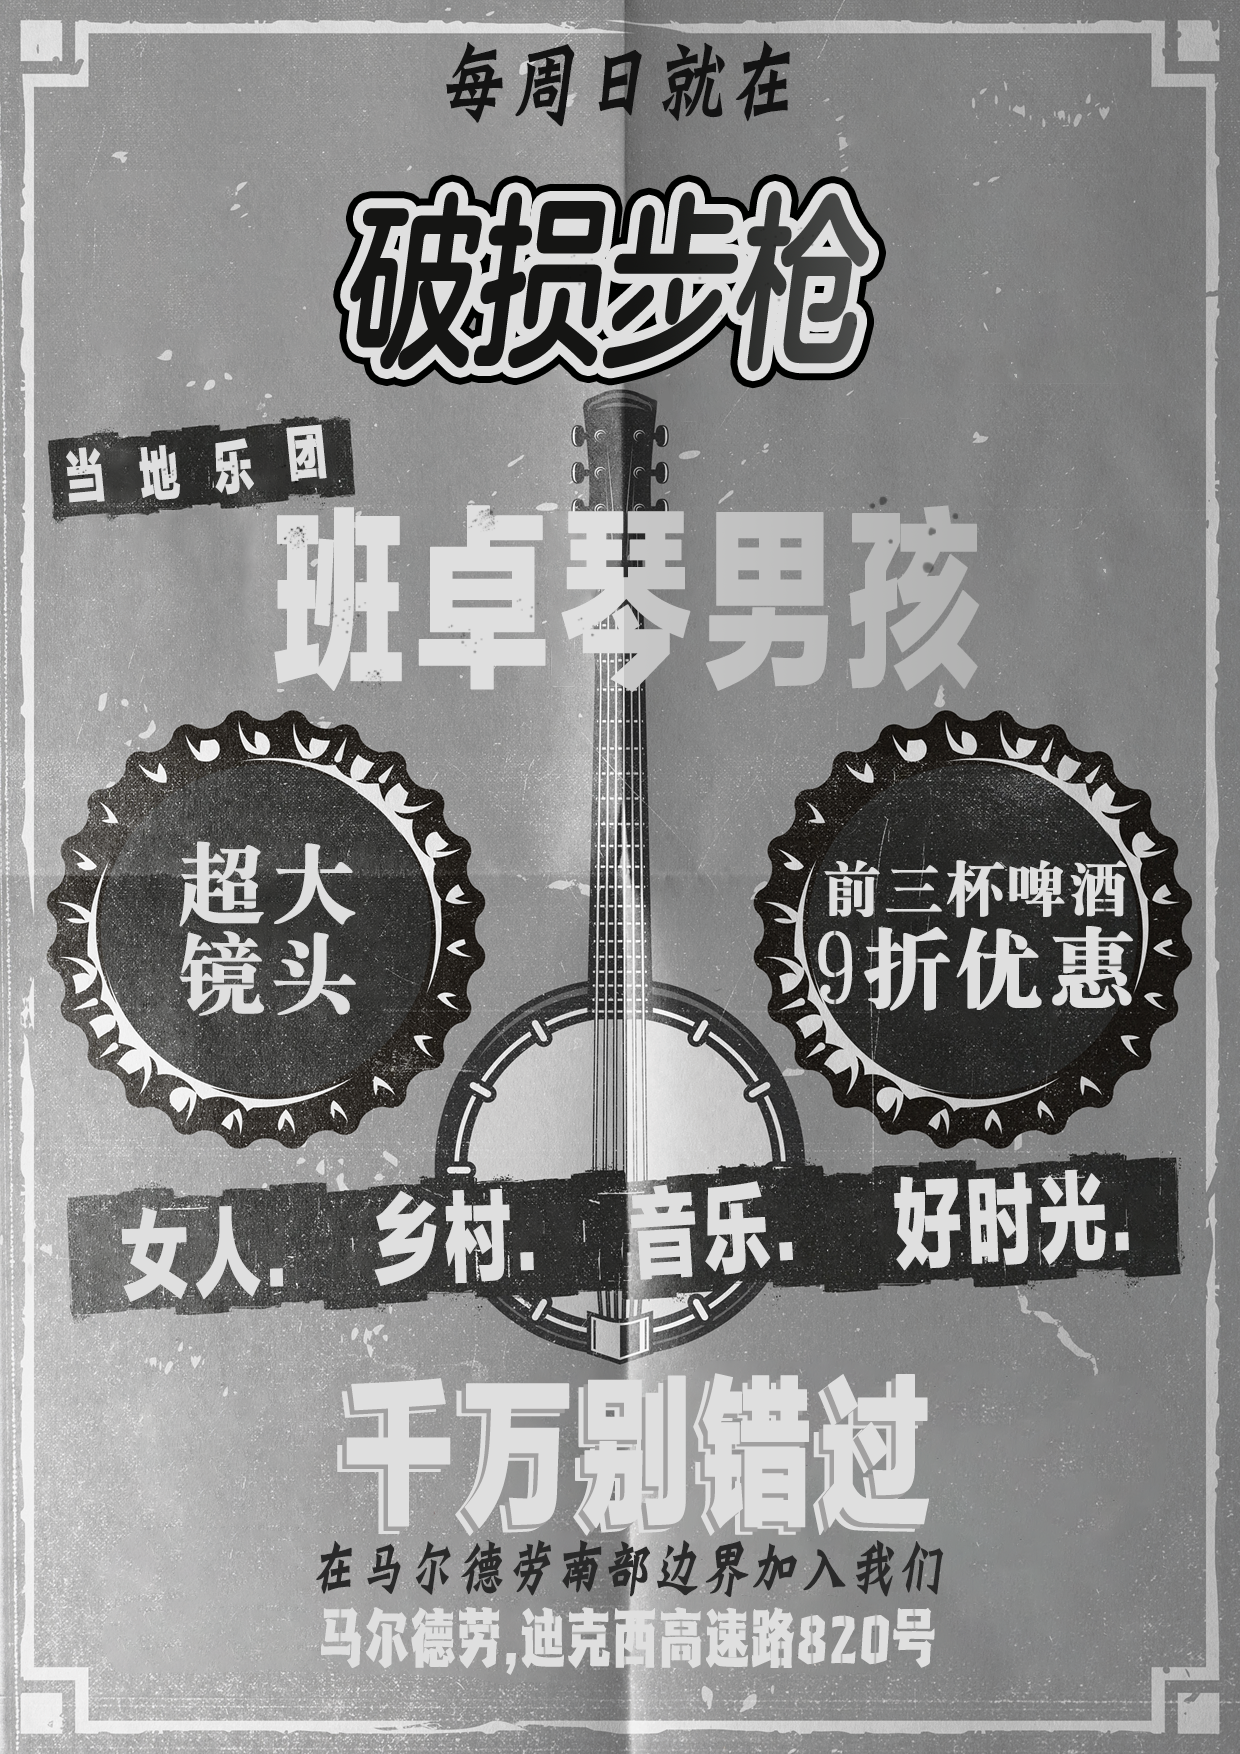 每周日就在
破损步枪
当地乐团
班卓琴男孩
超大
镜头
前三杯啤酒
9折优惠
女人. 乡村. 音乐. 好时光.
千万别错过
在马尔德劳南部边界加入我们
马尔德劳,迪克西高速路820号